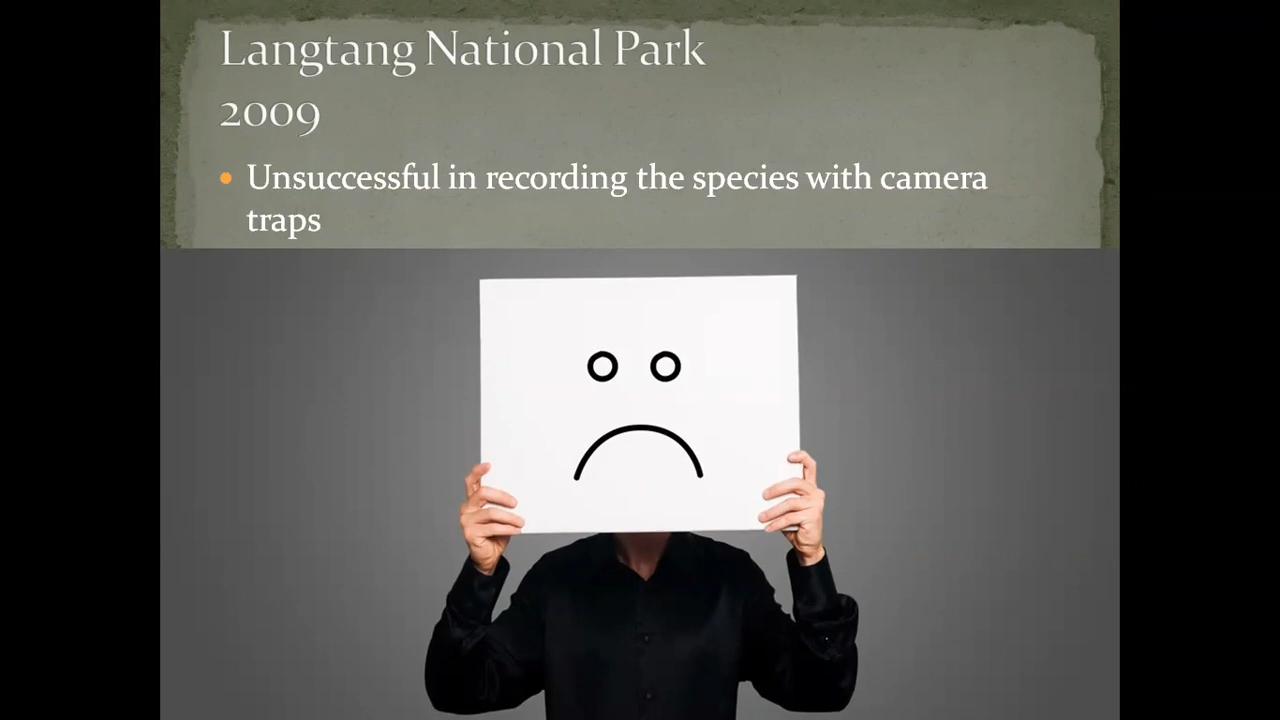 Langtang National Park
2009
• Unsuccessful in recording the species with camera
traps